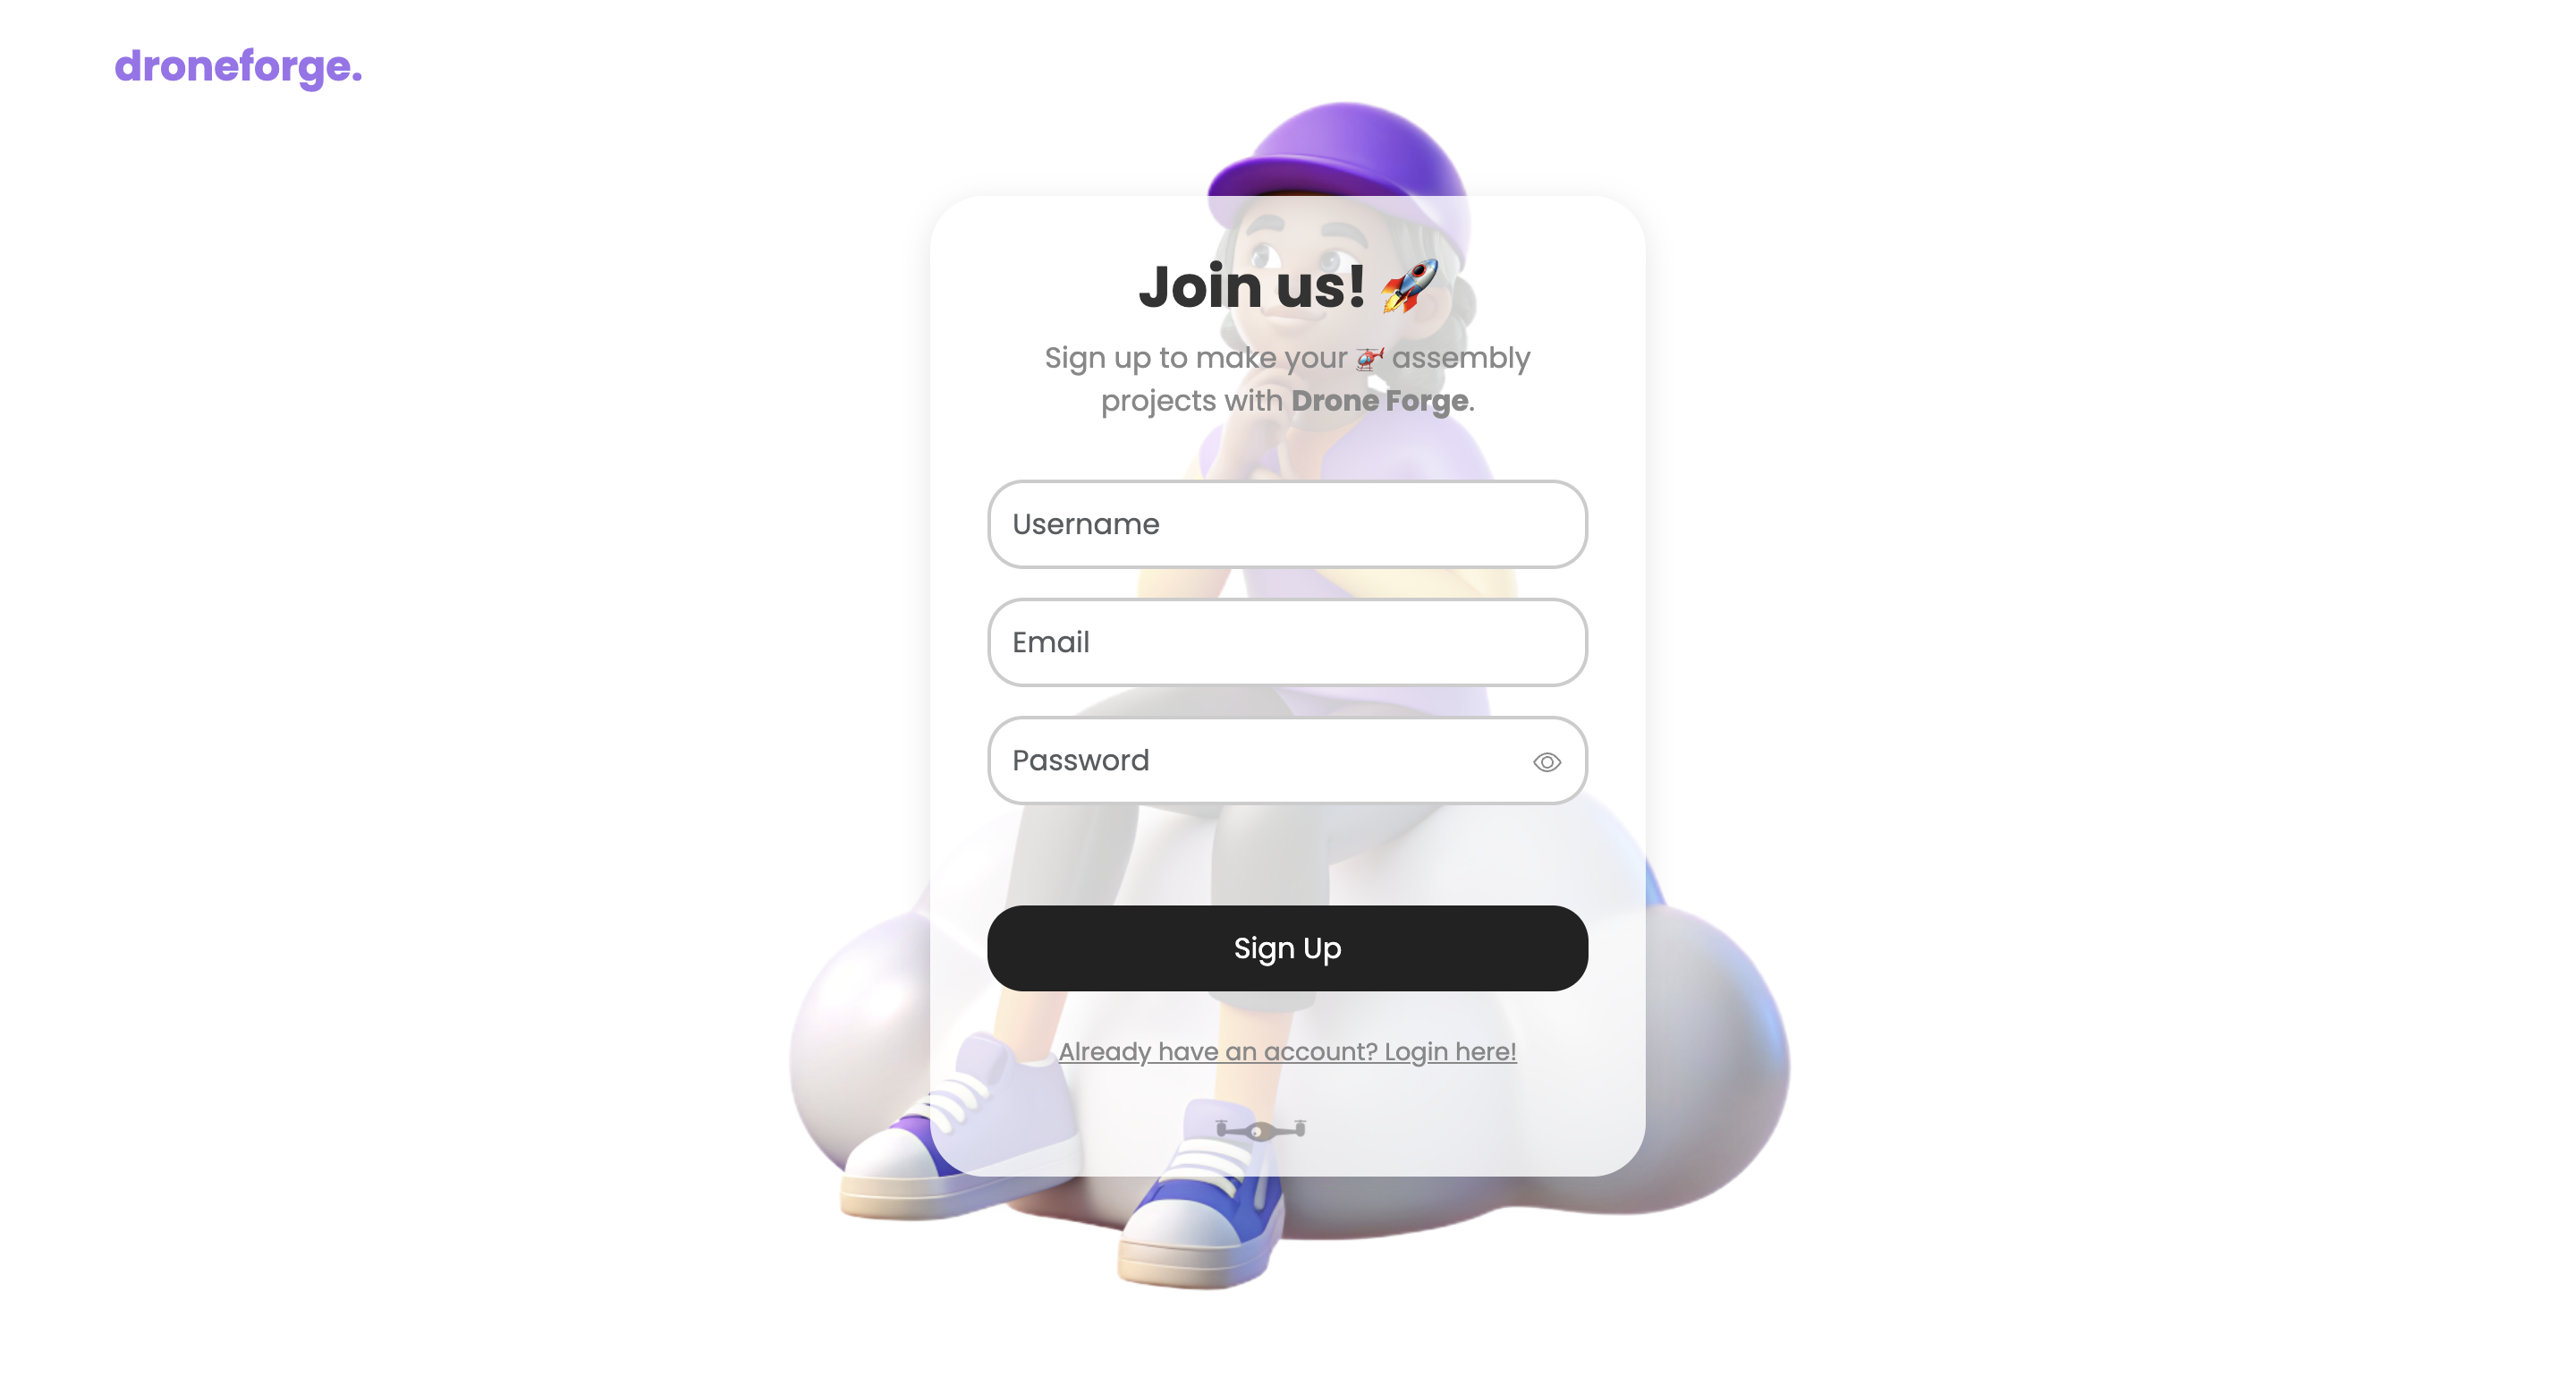 droneforge.
Join us! 🚀
Sign up to make your 🚁 assembly
projects with Drone Forge.
Username
Email
Password
Sign Up
Already have an account? Login here!